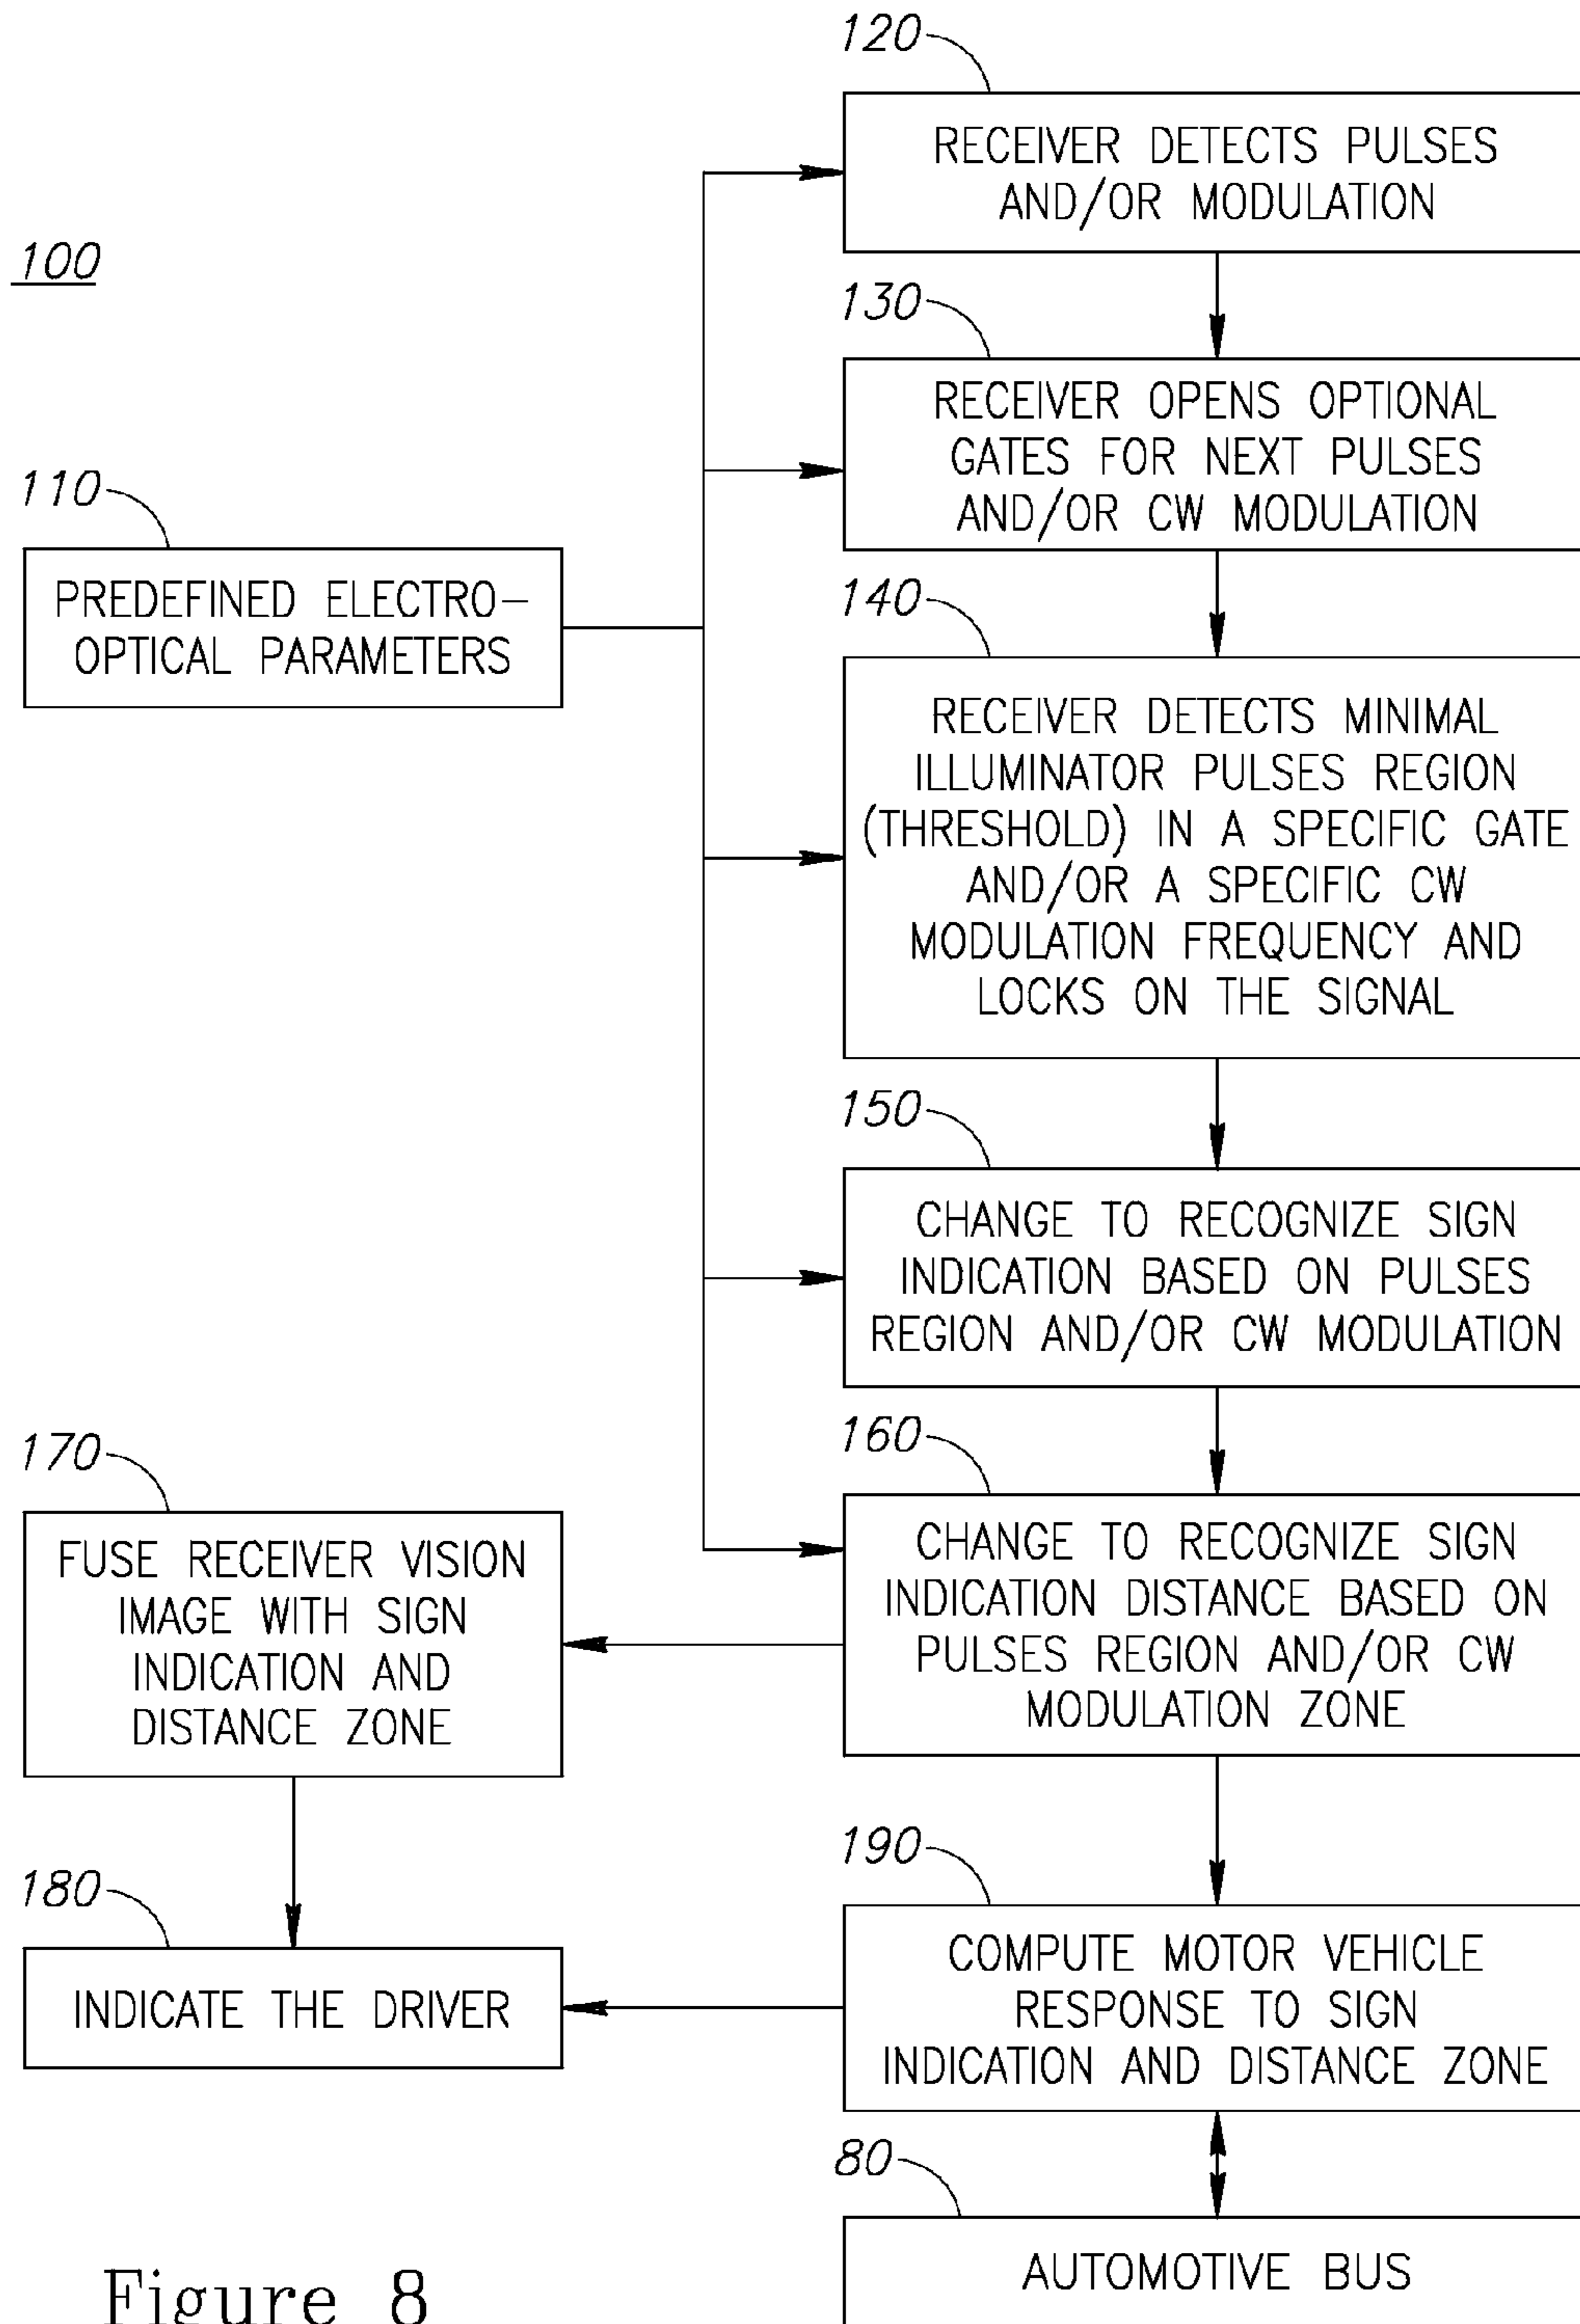 120
RECEIVER DETECTS PULSES
AND/OR MODULATION
100
130
RECEIVER OPENS OPTIONAL
GATES FOR NEXT PULSES
AND/OR CW MODULATION
110
PREDEFINED ELECTRO-
OPTICAL PARAMETERS
140
RECEIVER DETECTS MINIMAL
ILLUMINATOR PULSES REGION
(THRESHOLD) IN A SPECIFIC GATE
AND/OR A SPECIFIC CW
MODULATION FREQUENCY AND
LOCKS ON THE SIGNAL
150
CHANGE TO RECOGNIZE SIGN
INDICATION BASED ON PULSES
REGION AND/OR CW MODULATION
160
CHANGE TO RECOGNIZE SIGN
INDICATION DISTANCE BASED ON
PULSES REGION AND/OR CW
MODULATION ZONE
170
FUSE RECEIVER VISION
IMAGE WITH SIGN
INDICATION AND
DISTANCE ZONE
180
INDICATE THE DRIVER
190
COMPUTE MOTOR VEHICLE
RESPONSE TO SIGN
INDICATION AND DISTANCE ZONE
80
AUTOMOTIVE BUS
Figure 8